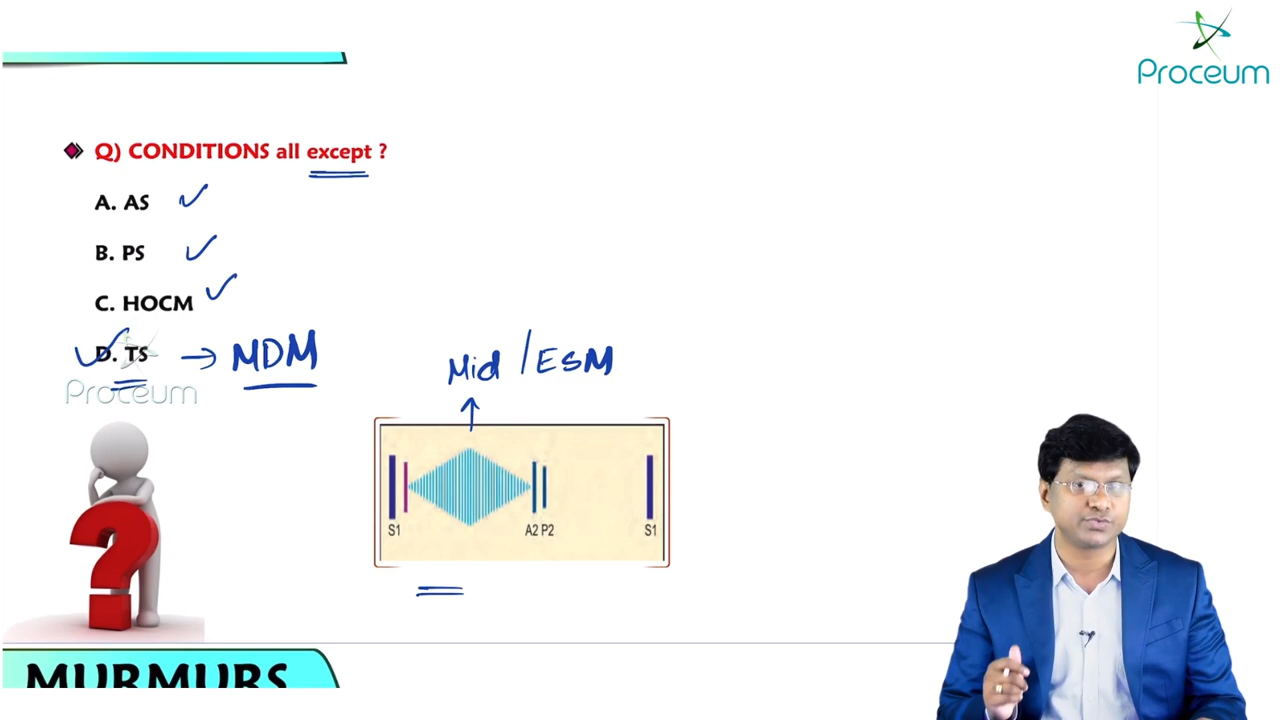 Proceum
Q) CONDITIONS all except ?
A. AS
B. PS
C. HOCM
D. TS → MDM
Proceum
Mid / ESM
S1 A2 P2 S1
MURMURS